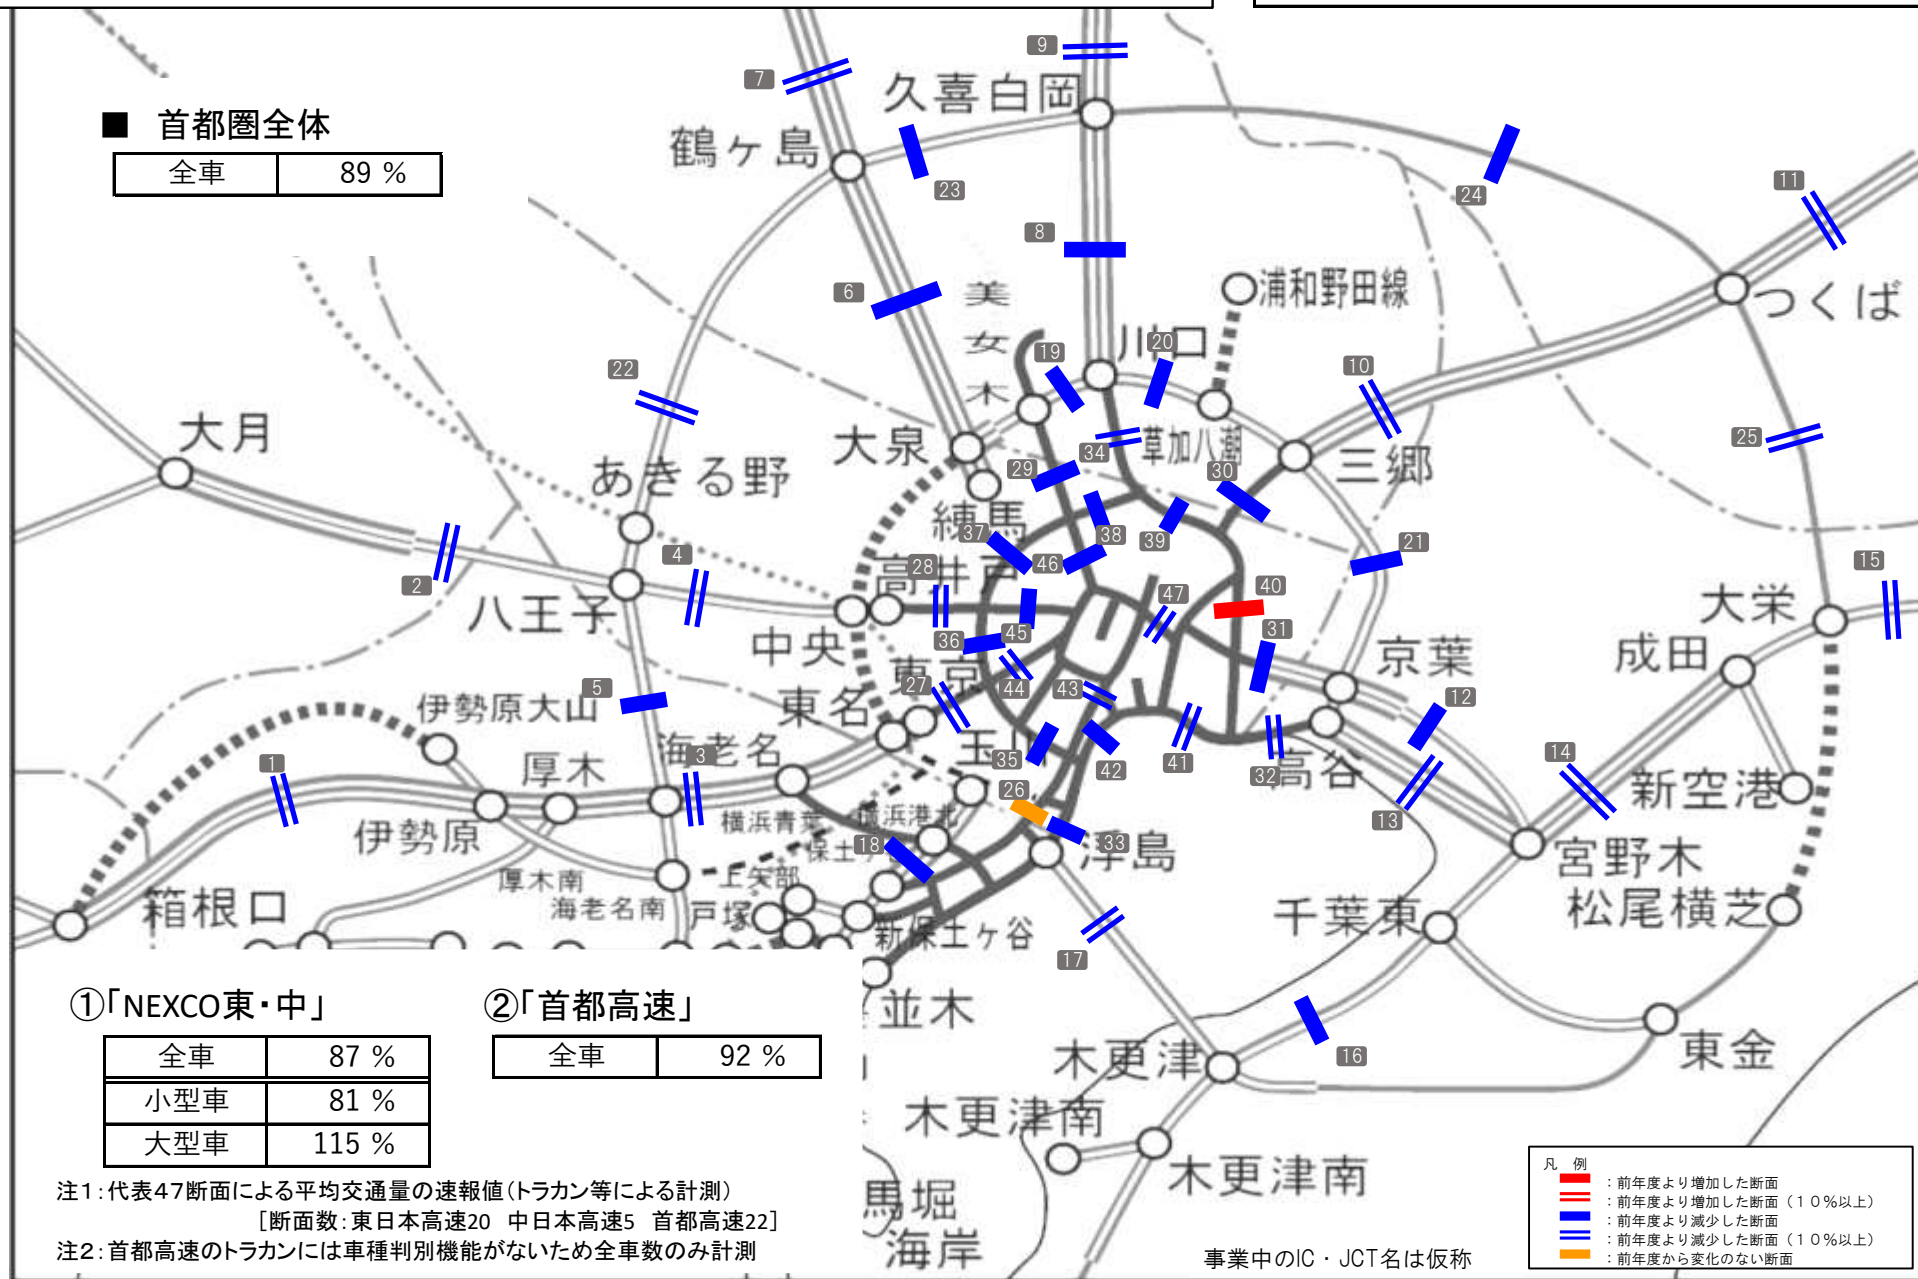 ■ 首都圏全体
全車 89 %
7
9
久喜白岡
鶴ヶ島
23
24
11
8
6
美女木
浦和野田線
つくば
川口
19
20
10
22
大月
大泉
34
草加八潮
29
30
三郷
25
あきる野
練馬
37
38
39
21
2
4
28
高井戸
46
47
40
15
八王子
中央
36
45
31
大栄
成田
京葉
東京
5
伊勢原大山
東名
27
44
43
12
1
厚木
海老名
3
玉川
35
42
41
32
高谷
14
13
新空港
伊勢原
横浜青葉
横浜港北
26
18
33
浮島
宮野木
箱根口
厚木南
海老名南
上矢部
戸塚
新保土ヶ谷
千葉東
松尾横芝
17
並木
16
東金
木更津
木更津南
木更津南
馬堀
海岸
①「NEXCO東・中」
全車 87 %
小型車 81 %
大型車 115 %
②「首都高速」
全車 92 %
注1:代表47断面による平均交通量の速報値(トラカン等による計測)
[断面数:東日本高速20 中日本高速5 首都高速22]
注2:首都高速のトラカンには車種判別機能がないため全車数のみ計測
事業中のIC・JCT名は仮称
凡 例
:前年度より増加した断面
:前年度より増加した断面(10%以上)
:前年度より減少した断面
:前年度より減少した断面(10%以上)
:前年度から変化のない断面